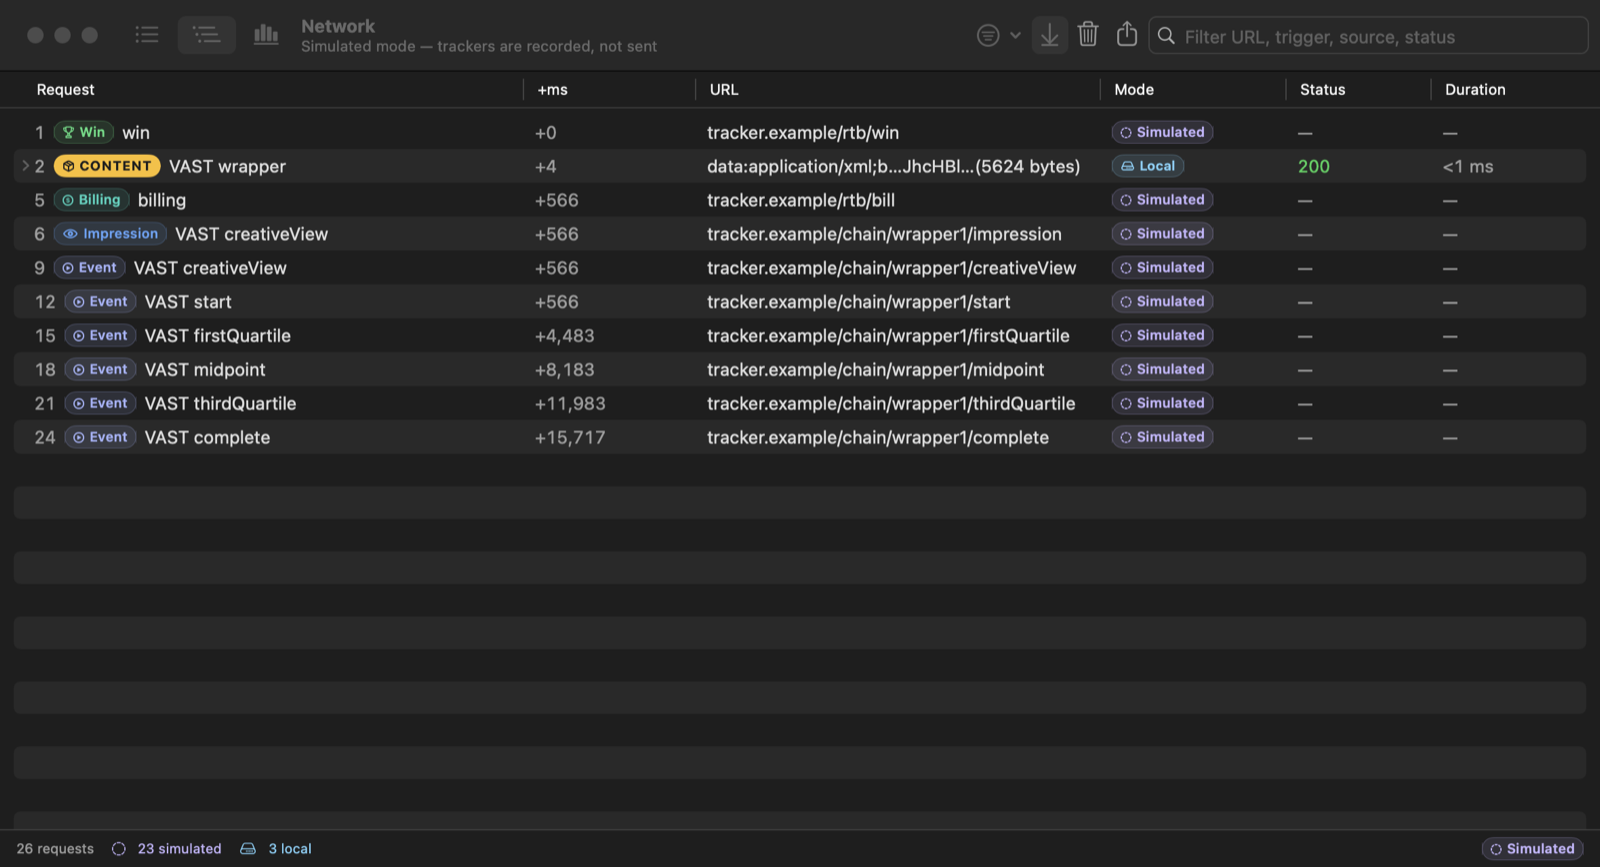 Network
Simulated mode — trackers are recorded, not sent
Filter URL, trigger, source, status
Request +ms URL Mode Status Duration
1 Win win +0 tracker.example/rtb/win Simulated — —
2 CONTENT VAST wrapper +4 data:application/xml;b...JhcHBl...(5624 bytes) Local 200 <1 ms
5 Billing billing +566 tracker.example/rtb/bill Simulated — —
6 Impression VAST creativeView +566 tracker.example/chain/wrapper1/impression Simulated — —
9 Event VAST creativeView +566 tracker.example/chain/wrapper1/creativeView Simulated — —
12 Event VAST start +566 tracker.example/chain/wrapper1/start Simulated — —
15 Event VAST firstQuartile +4,483 tracker.example/chain/wrapper1/firstQuartile Simulated — —
18 Event VAST midpoint +8,183 tracker.example/chain/wrapper1/midpoint Simulated — —
21 Event VAST thirdQuartile +11,983 tracker.example/chain/wrapper1/thirdQuartile Simulated — —
24 Event VAST complete +15,717 tracker.example/chain/wrapper1/complete Simulated — —
26 requests 23 simulated 3 local Simulated